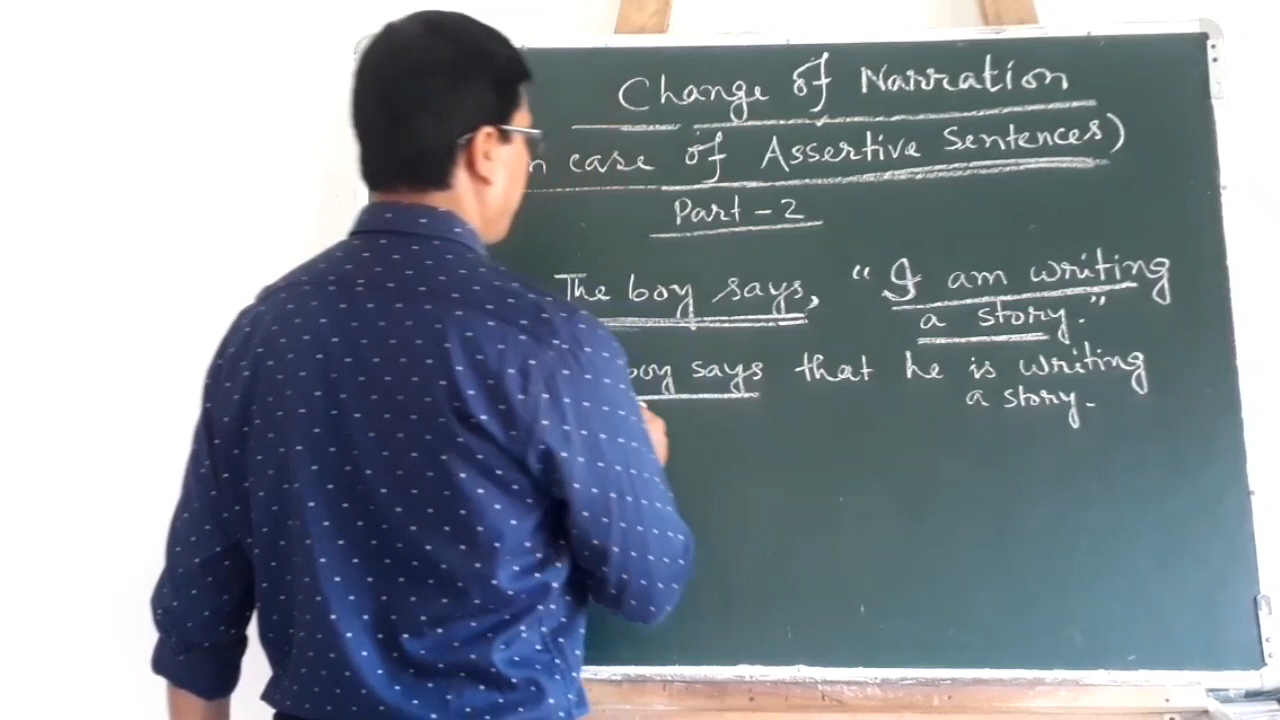 Change of Narration
n case of Assertive Sentences)
Part - 2
The boy says, "I am writing
a story."
boy says that he is writing
a story.